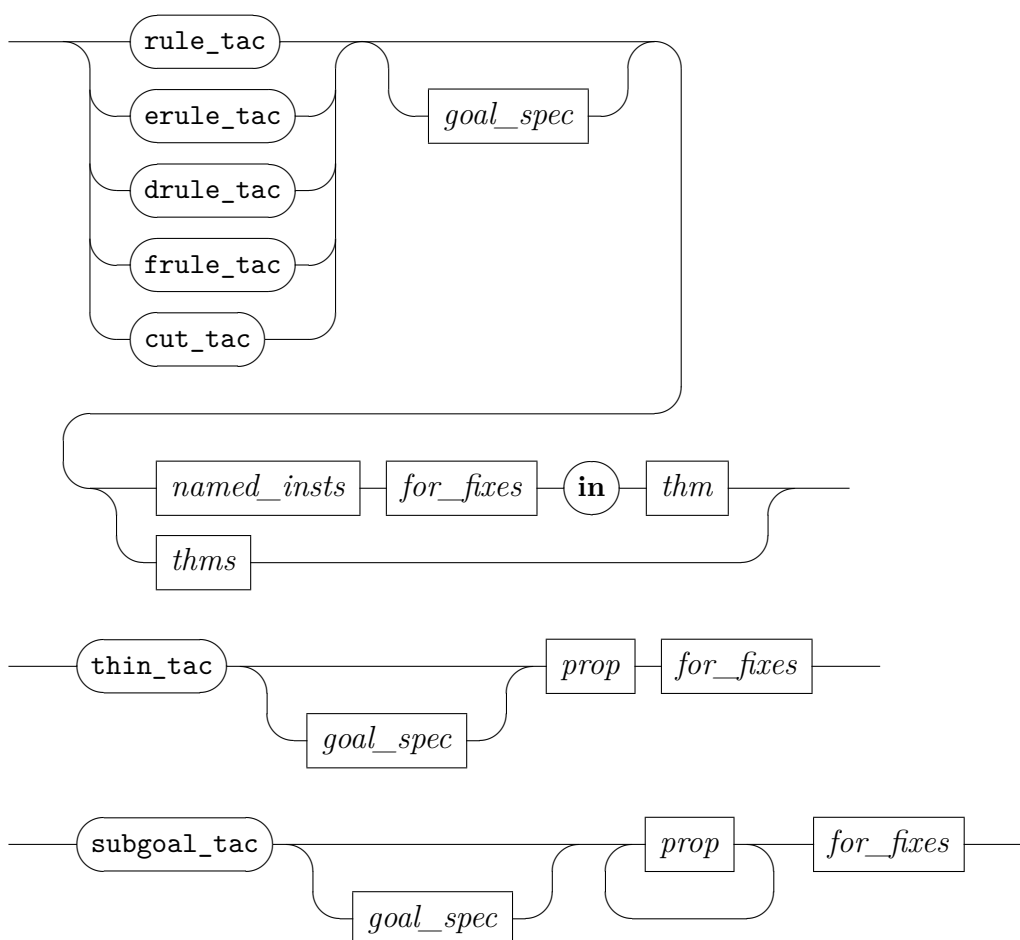 rule_tac
erule_tac goal_spec
drule_tac
frule_tac
cut_tac
named_insts for_fixes in thm
thms
thin_tac prop for_fixes
goal_spec
subgoal_tac prop for_fixes
goal_spec